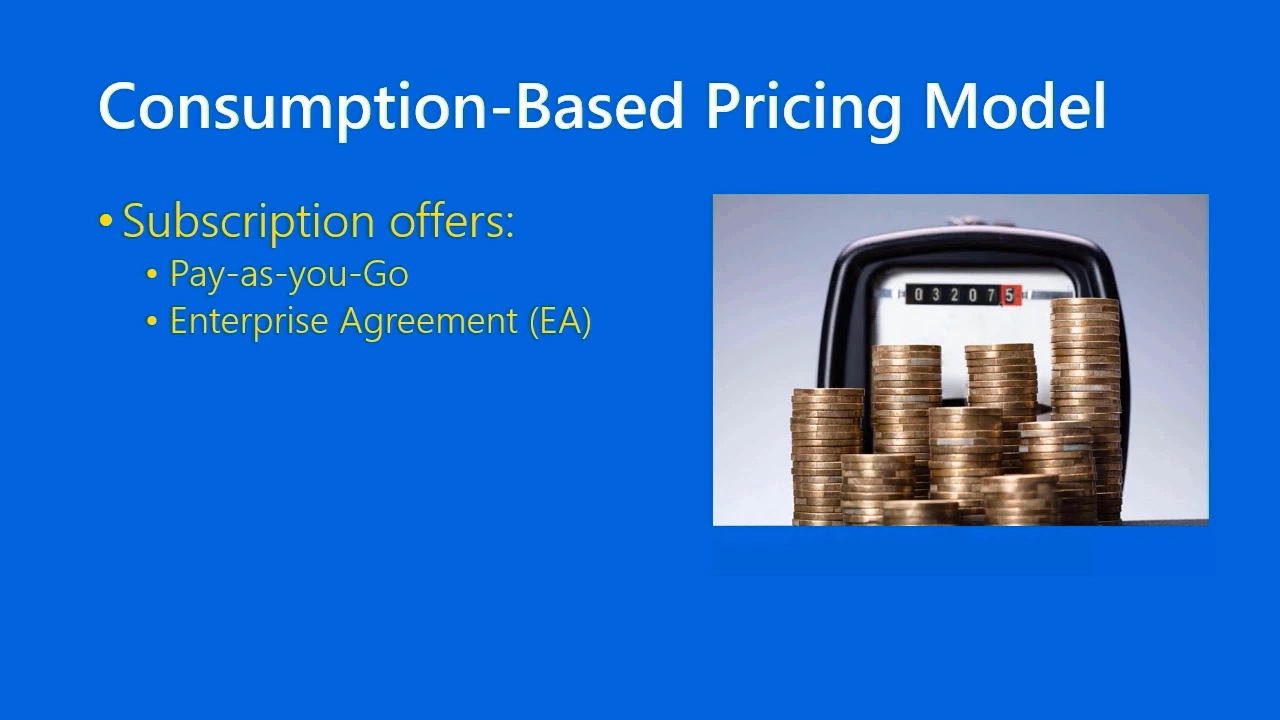 Consumption-Based Pricing Model
• Subscription offers:
• Pay-as-you-Go
• Enterprise Agreement (EA)
032075